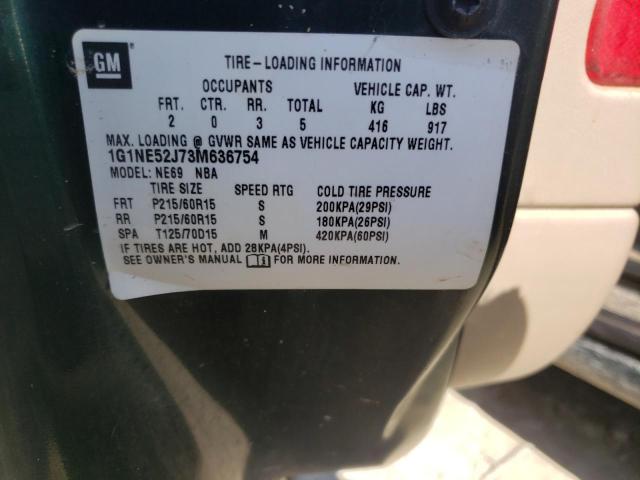 GM
TIRE-LOADING INFORMATION
OCCUPANTS VEHICLE CAP. WT.
FRT. CTR. RR. TOTAL KG LBS
2 0 3 5 416 917
MAX. LOADING @ GVWR SAME AS VEHICLE CAPACITY WEIGHT.
1G1NE52J73M636754
MODEL: NE69 NBA
TIRE SIZE SPEED RTG COLD TIRE PRESSURE
FRT P215/60R15 S 200KPA(29PSI)
RR P215/60R15 S 180KPA(26PSI)
SPA T125/70D15 M 420KPA(60PSI)
IF TIRES ARE HOT, ADD 28KPA(4PSI).
SEE OWNER'S MANUAL FOR MORE INFORMATION.